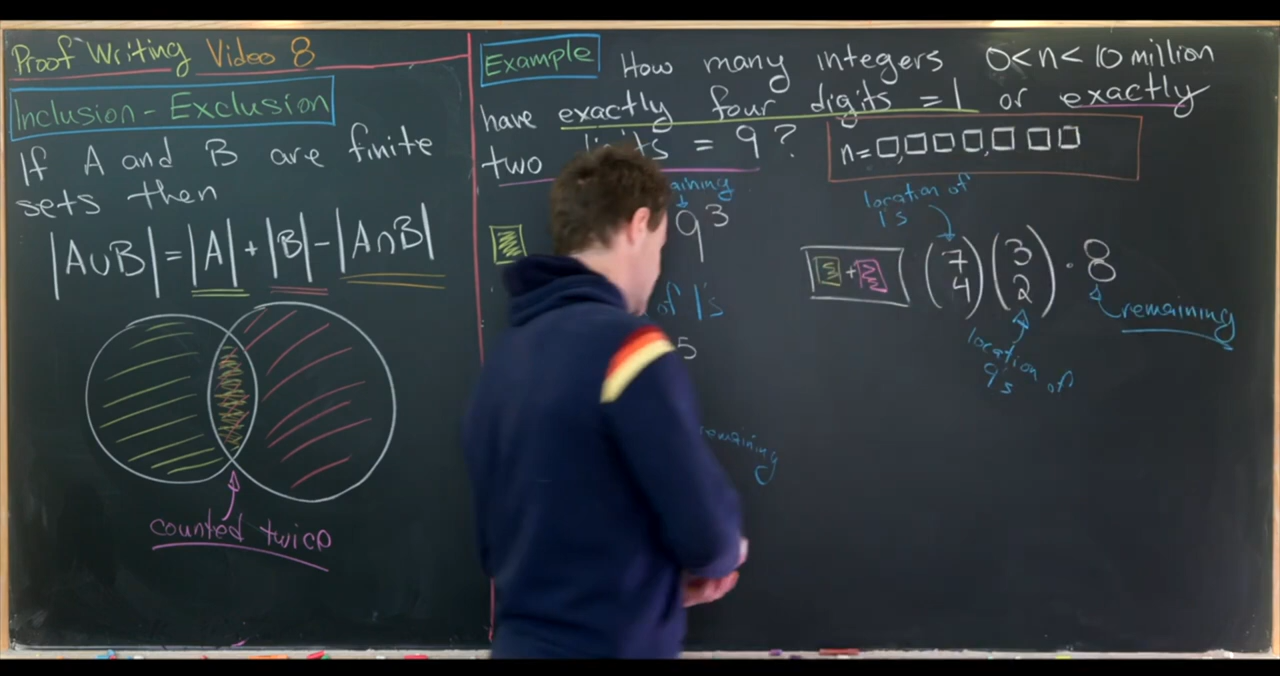 Proof Writing Video 8
Inclusion - Exclusion
If A and B are finite
sets then
|A∪B| = |A| + |B| - |A∩B|
counted twice
Example How many integers 0<n<10 million
have exactly four digits = 1 or exactly
two = 9?
n=□,□□□,□□□
9³
of 1's
5
remaining
location of
1's
+ (7 4) (3 2) · 8
remaining
location of
9's